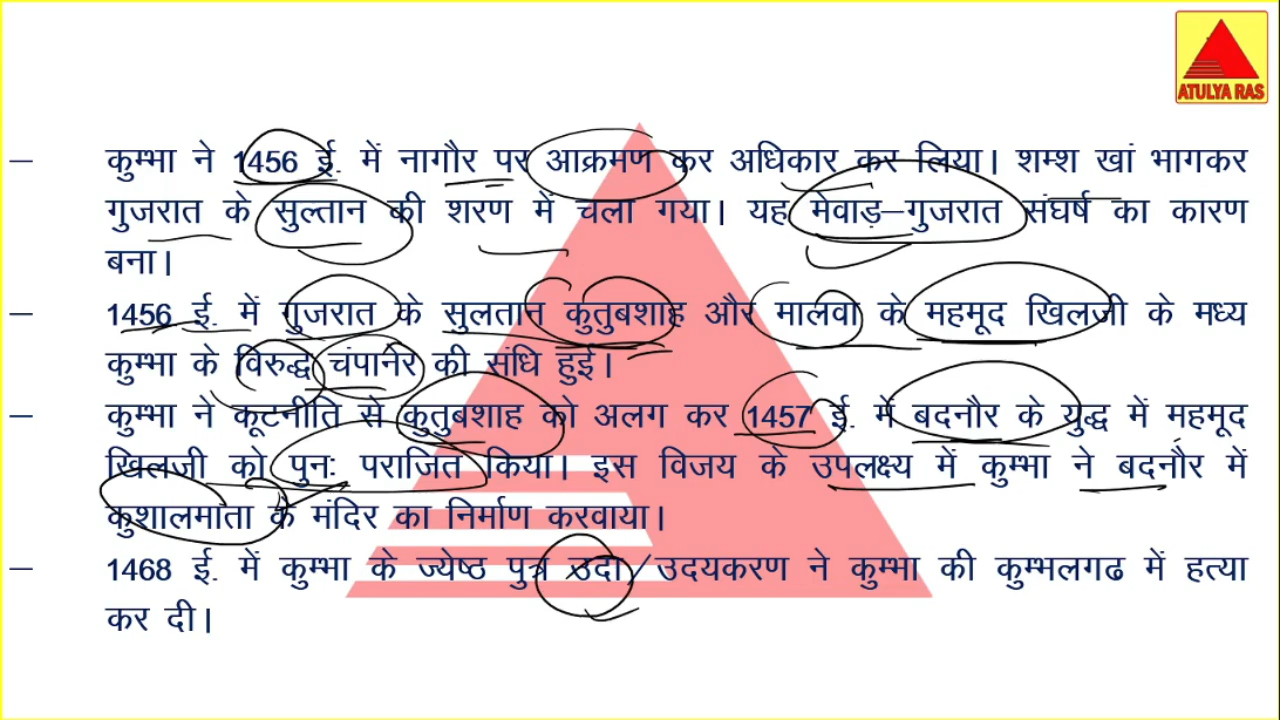 ATULYA RAS
– कुम्भा ने 1456 ई. में नागौर पर आक्रमण कर अधिकार कर लिया। शम्श खां भागकर
गुजरात के सुल्तान की शरण में चला गया। यह मेवाड़–गुजरात संघर्ष का कारण
बना।
– 1456 ई. में गुजरात के सुलतान कुतुबशाह और मालवा के महमूद खिलजी के मध्य
कुम्भा के विरुद्ध चंपानेर की संधि हुई।
– कुम्भा ने कूटनीति से कुतुबशाह को अलग कर 1457 ई. में बदनौर के युद्ध में महमूद
खिलजी को पुनः पराजित किया। इस विजय के उपलक्ष्य में कुम्भा ने बदनौर में
कुशालमाता के मंदिर का निर्माण करवाया।
– 1468 ई. में कुम्भा के ज्येष्ठ पुत्र उदा/उदयकरण ने कुम्भा की कुम्भलगढ में हत्या
कर दी।